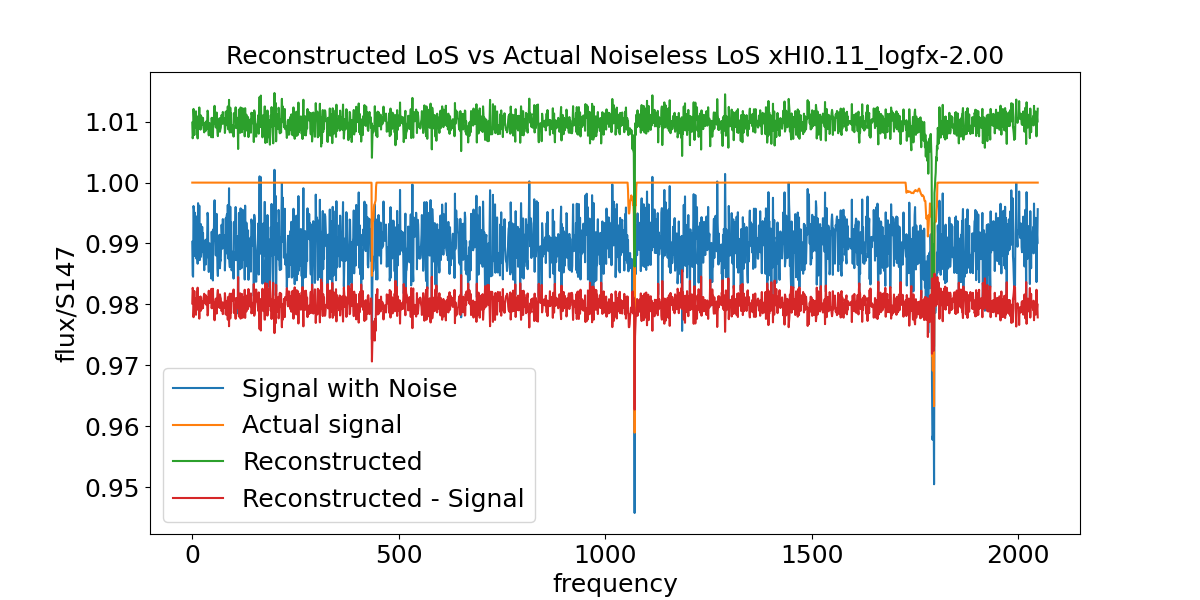 Reconstructed LoS vs Actual Noiseless LoS xHI0.11_logfx-2.00
flux/S147
1.01
1.00
0.99
0.98
0.97
0.96
0.95
Signal with Noise
Actual signal
Reconstructed
Reconstructed - Signal
0
500
1000
1500
2000
frequency